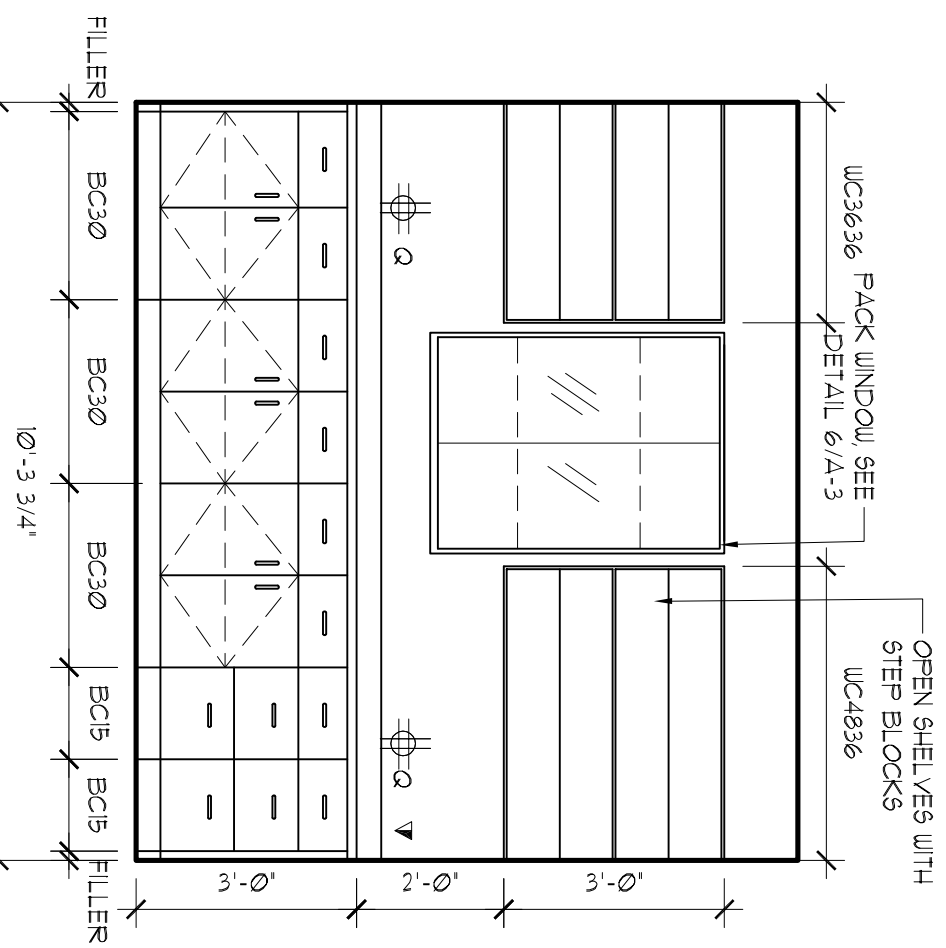 OPEN SHELVES WITH
STEP BLOCKS
WC3636
PACK WINDOW, SEE
DETAIL 6/A-3
WC4836
Q
Q
3'-0"
2'-0"
3'-0"
FILLER
BC30
BC30
BC30
BC15
BC15
FILLER
10'-3 3/4"